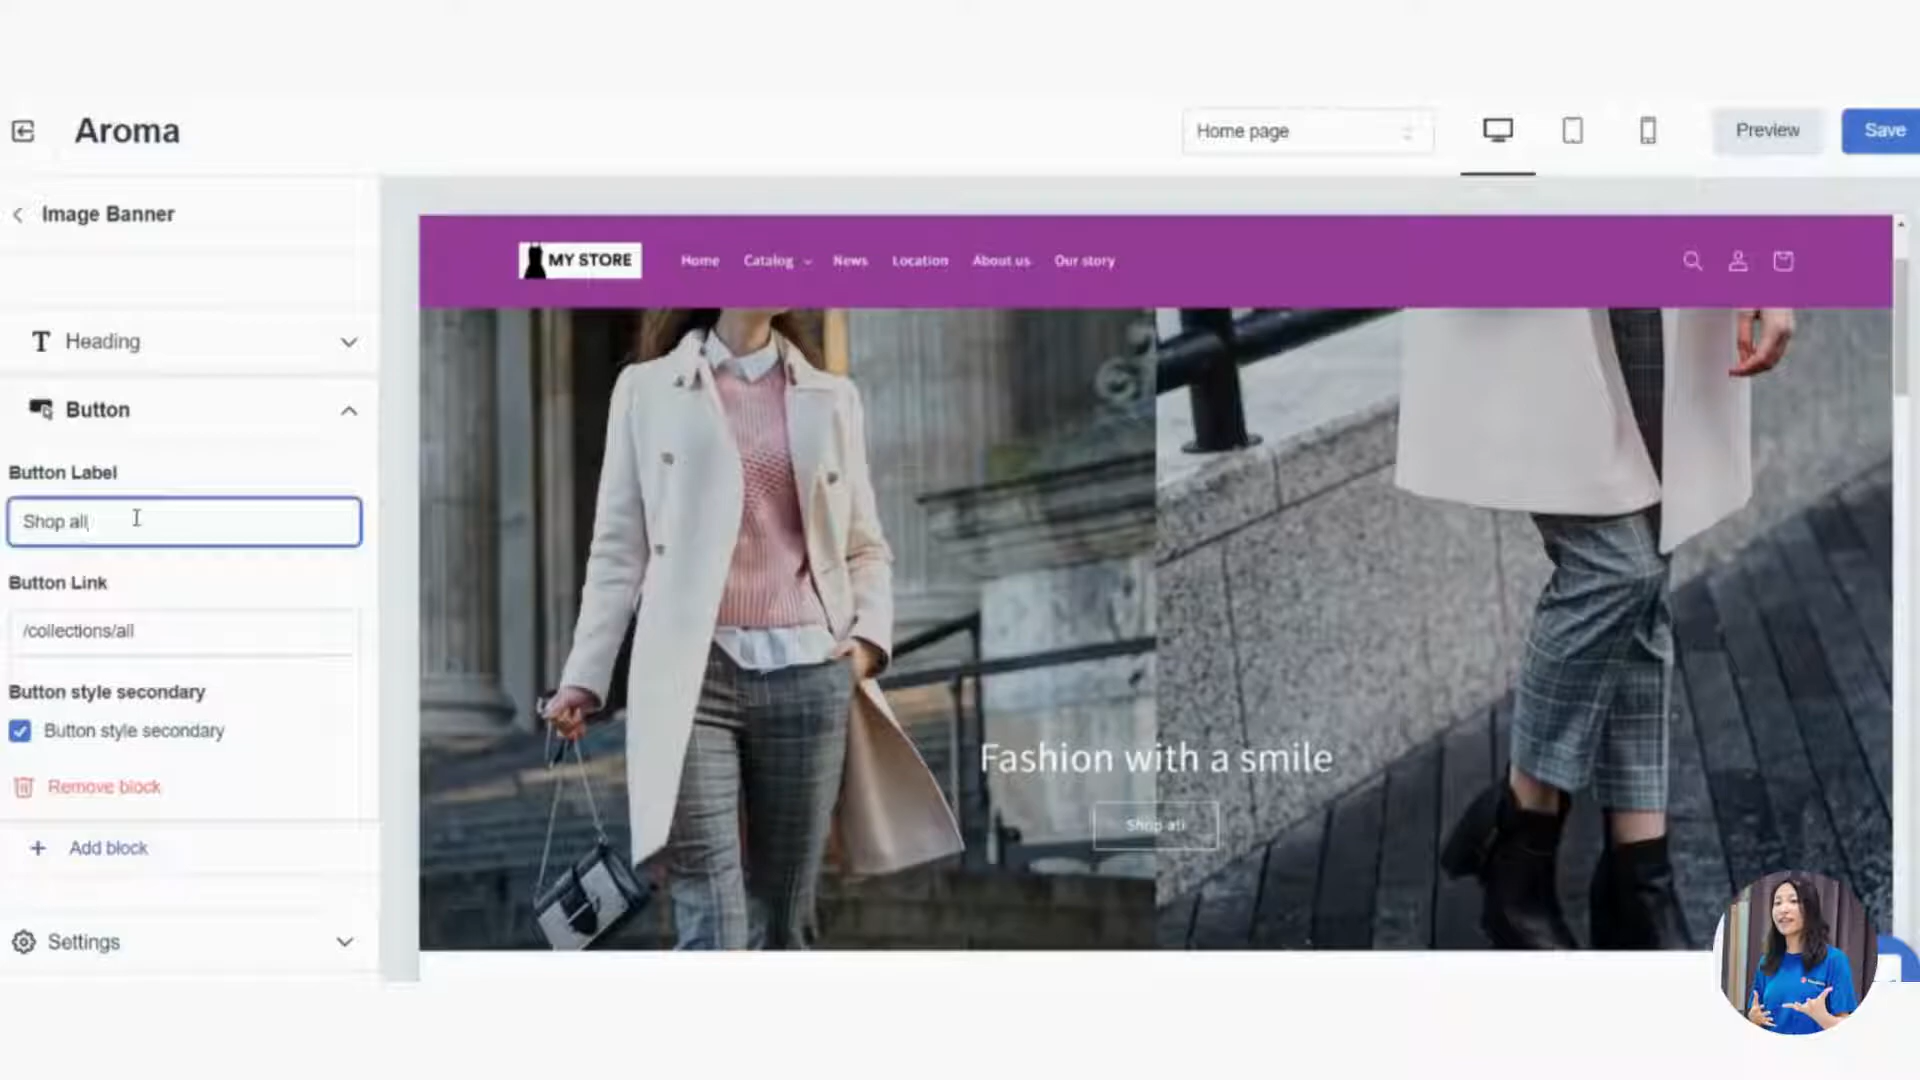 Aroma
Home page
Preview
Save
Image Banner
Heading
Button
Button Label
Shop all
Button Link
/collections/all
Button style secondary
Button style secondary
Remove block
Add block
Settings
MY STORE
Home
Catalog
News
Location
About us
Our story
Fashion with a smile
Shop all